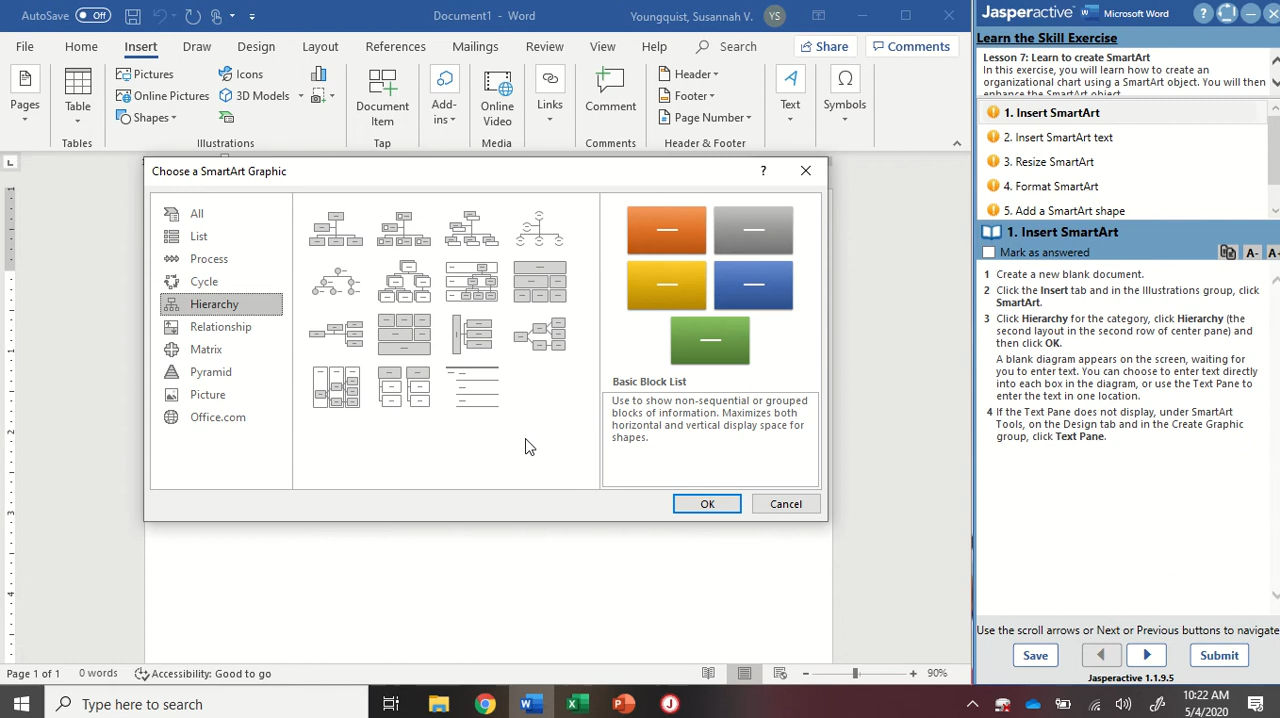 AutoSave Off
Document1 - Word
Youngquist, Susannah V. YS
File Home Insert Draw Design Layout References Mailings Review View Help Search Share Comments
Pages
Table
Pictures
Online Pictures
Shapes
Icons
3D Models
Document
Item
Add-
ins
Online
Video
Links
Comment
Header
Footer
Page Number
Text
Symbols
Tables Illustrations Tap Media Comments Header & Footer
Choose a SmartArt Graphic ?
All
List
Process
Cycle
Hierarchy
Relationship
Matrix
Pyramid
Picture
Office.com
Basic Block List
Use to show non-sequential or grouped
blocks of information. Maximizes both
horizontal and vertical display space for
shapes.
OK Cancel
Page 1 of 1 0 words Accessibility: Good to go 90%
Type here to search
10:22 AM
5/4/2020
Jasperactive Microsoft Word ?
Learn the Skill Exercise
Lesson 7: Learn to create SmartArt
In this exercise, you will learn how to create an
organizational chart using a SmartArt object. You will then
enhance the SmartArt object.
1. Insert SmartArt
2. Insert SmartArt text
3. Resize SmartArt
4. Format SmartArt
5. Add a SmartArt shape
1. Insert SmartArt
Mark as answered A-
1 Create a new blank document.
2 Click the Insert tab and in the Illustrations group, click
SmartArt.
3 Click Hierarchy for the category, click Hierarchy (the
second layout in the second row of center pane) and
then click OK.
A blank diagram appears on the screen, waiting for
you to enter text. You can choose to enter text directly
into each box in the diagram, or use the Text Pane to
enter the text in one location.
4 If the Text Pane does not display, under SmartArt
Tools, on the Design tab and in the Create Graphic
group, click Text Pane.
Use the scroll arrows or Next or Previous buttons to navigate
Save Submit
Jasperactive 1.1.9.5